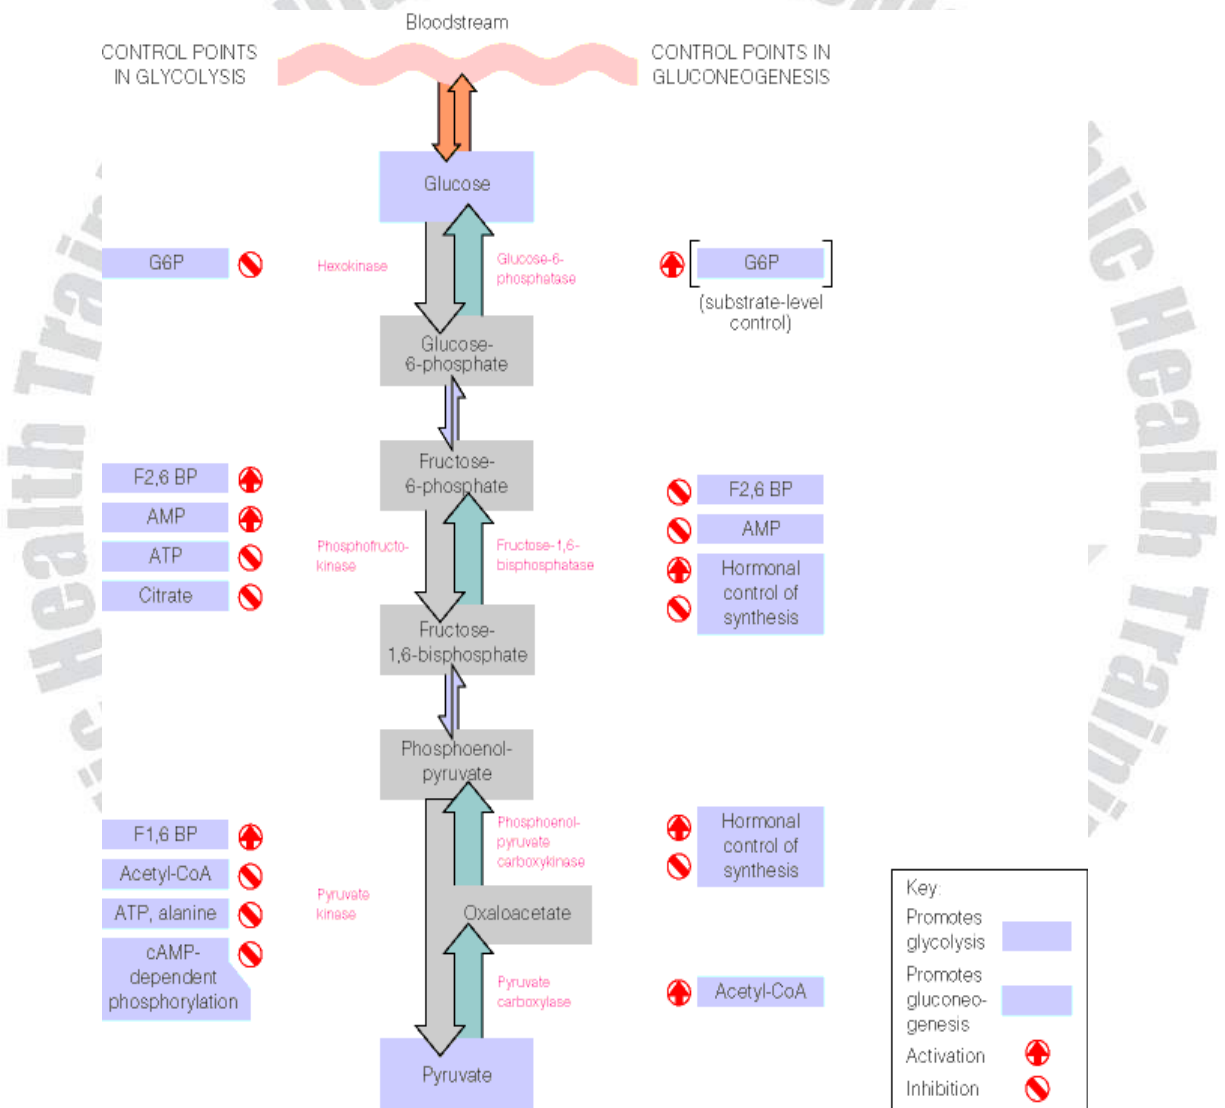 Bloodstream
CONTROL POINTS
IN GLYCOLYSIS
CONTROL POINTS IN
GLUCONEOGENESIS
Glucose
G6P
Hexokinase
Glucose-6-
phosphatase
G6P
(substrate-level
control)
Glucose-
6-phosphate
F2,6 BP
AMP
ATP
Citrate
Fructose-
6-phosphate
Phosphofructo-
kinase
Fructose-1,6-
bisphosphatase
F2,6 BP
AMP
Hormonal
control of
synthesis
Fructose-
1,6-bisphosphate
Phosphoenol-
pyruvate
F1,6 BP
Acetyl-CoA
ATP, alanine
cAMP-
dependent
phosphorylation
Pyruvate
kinase
Phosphoenol-
pyruvate
carboxykinase
Hormonal
control of
synthesis
Oxaloacetate
Pyruvate
carboxylase
Acetyl-CoA
Pyruvate
Key:
Promotes
glycolysis
Promotes
gluconeo-
genesis
Activation
Inhibition
Health
Health